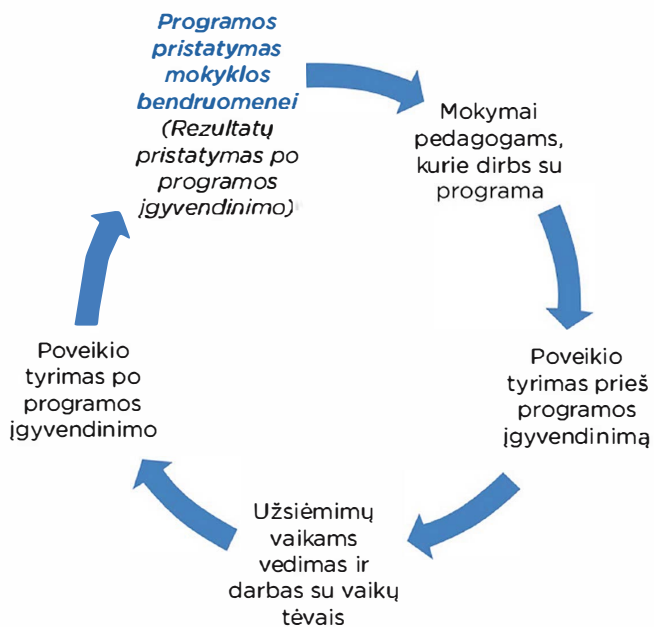 Programos
pristatymas
mokyklos
bendruomenei
(Rezultatų
pristatymas po
programos
įgyvendinimo)
Mokymai
pedagogams,
kurie dirbs su
programa
Poveikio
tyrimas prieš
programos
įgyvendinimą
Užsiėmimų
vaikams
vedimas ir
darbas su vaikų
tėvais
Poveikio
tyrimas po
programos
įgyvendinimo